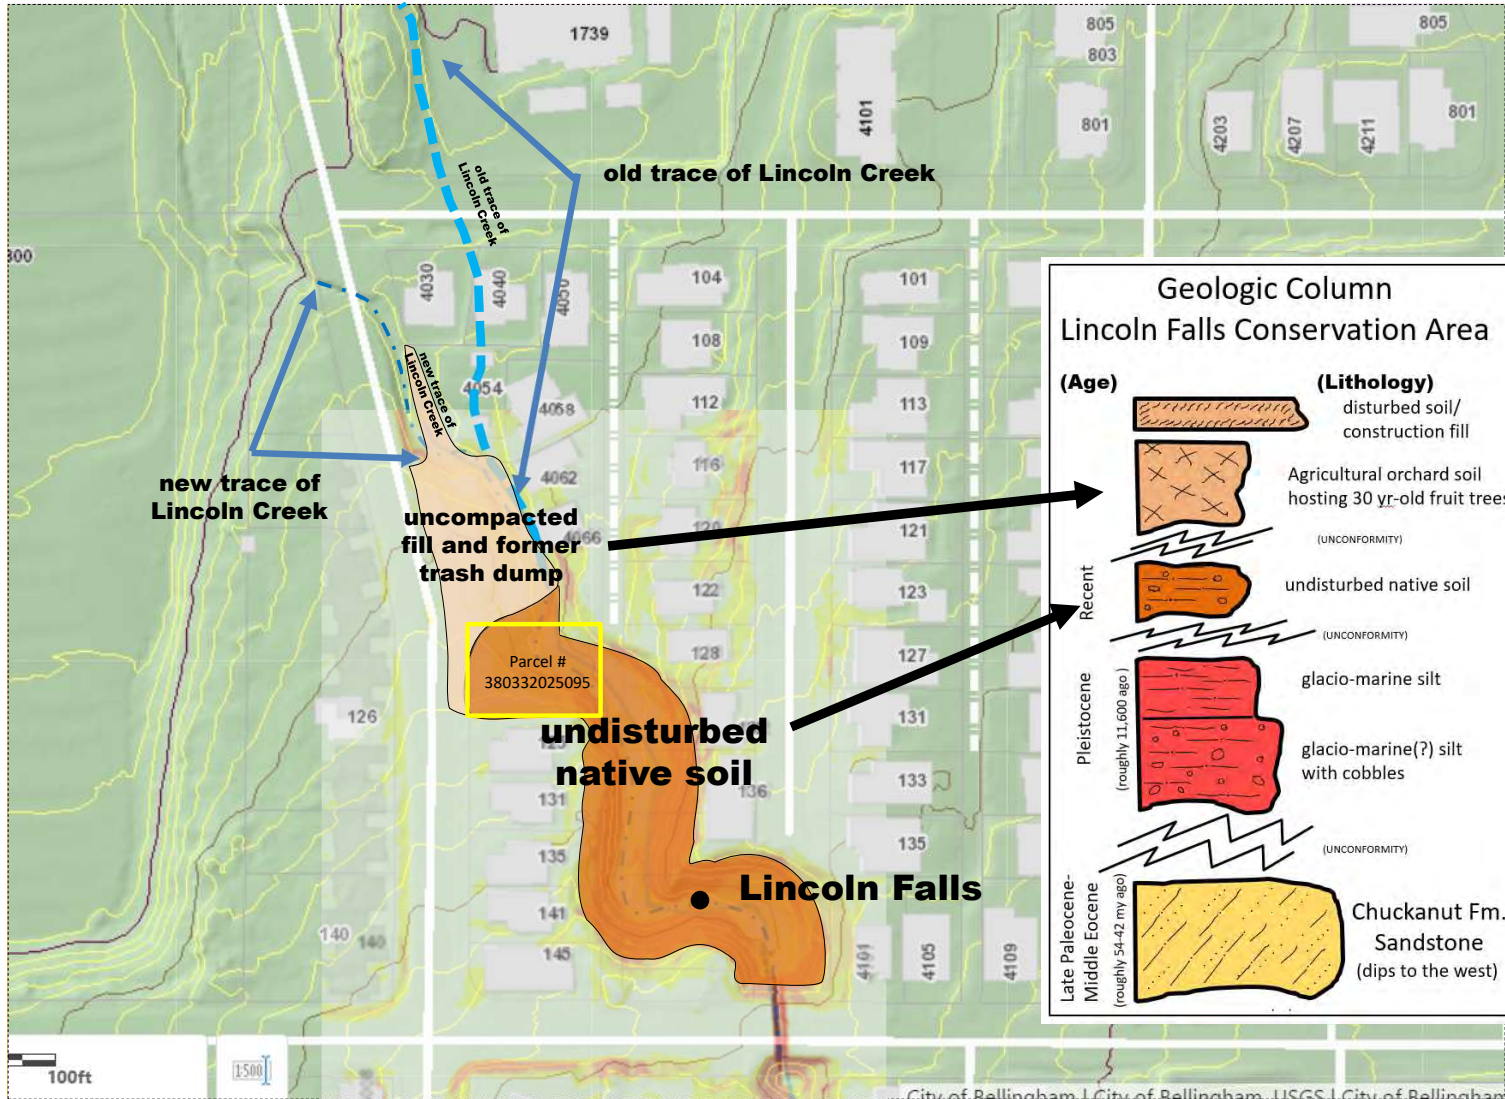 1739
805
803
801
4101
805
801
4203
4207
4211
old trace of Lincoln Creek
old trace of
Lincoln Creek
300
4030
4040
4050
104
101
108
109
new trace of
Lincoln Creek
4054
4058
112
113
4062
116
117
new trace of
Lincoln Creek
uncompacted
fill and former
trash dump
4066
120
121
122
123
Parcel #
380332025095
128
127
126
undisturbed
native soil
131
131
136
133
135
135
Lincoln Falls
141
140
140
145
4101
4105
4109
100ft
1:500
Geologic Column
Lincoln Falls Conservation Area
(Age)
(Lithology)
disturbed soil/
construction fill
Agricultural orchard soil
hosting 30 yr-old fruit trees
(UNCONFORMITY)
Recent
undisturbed native soil
(UNCONFORMITY)
Pleistocene
(roughly 11,600 ago )
glacio-marine silt
glacio-marine(?) silt
with cobbles
(UNCONFORMITY)
Late Paleocene-
Middle Eocene
(roughly 54-42 my ago)
Chuckanut Fm.
Sandstone
(dips to the west)
City of Bellingham | City of Bellingham, USGS | City of Bellingham